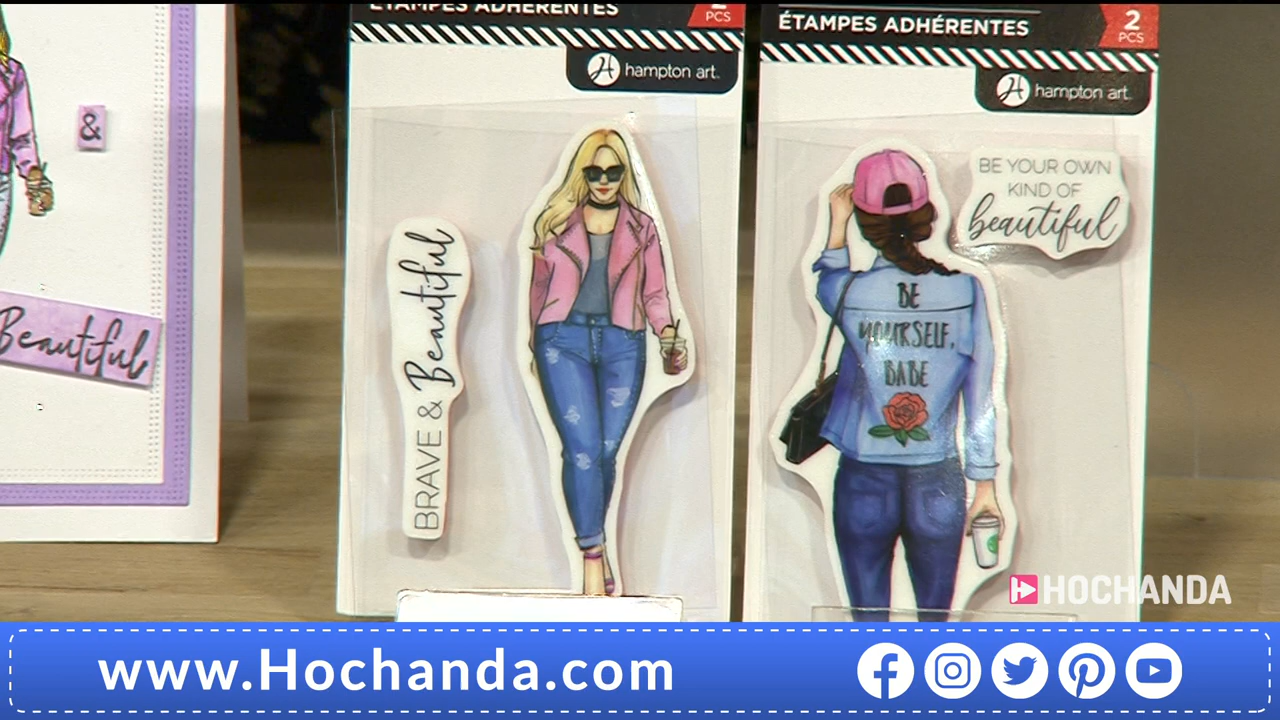 &
Beautiful
ÉTAMPES ADHÉRENTES
2
PCS
hampton art.
BRAVE & Beautiful
ÉTAMPES ADHÉRENTES
2
PCS
hampton art.
BE YOUR OWN
KIND OF
beautiful
BE
YOURSELF,
BABE
HOCHANDA
www.Hochanda.com